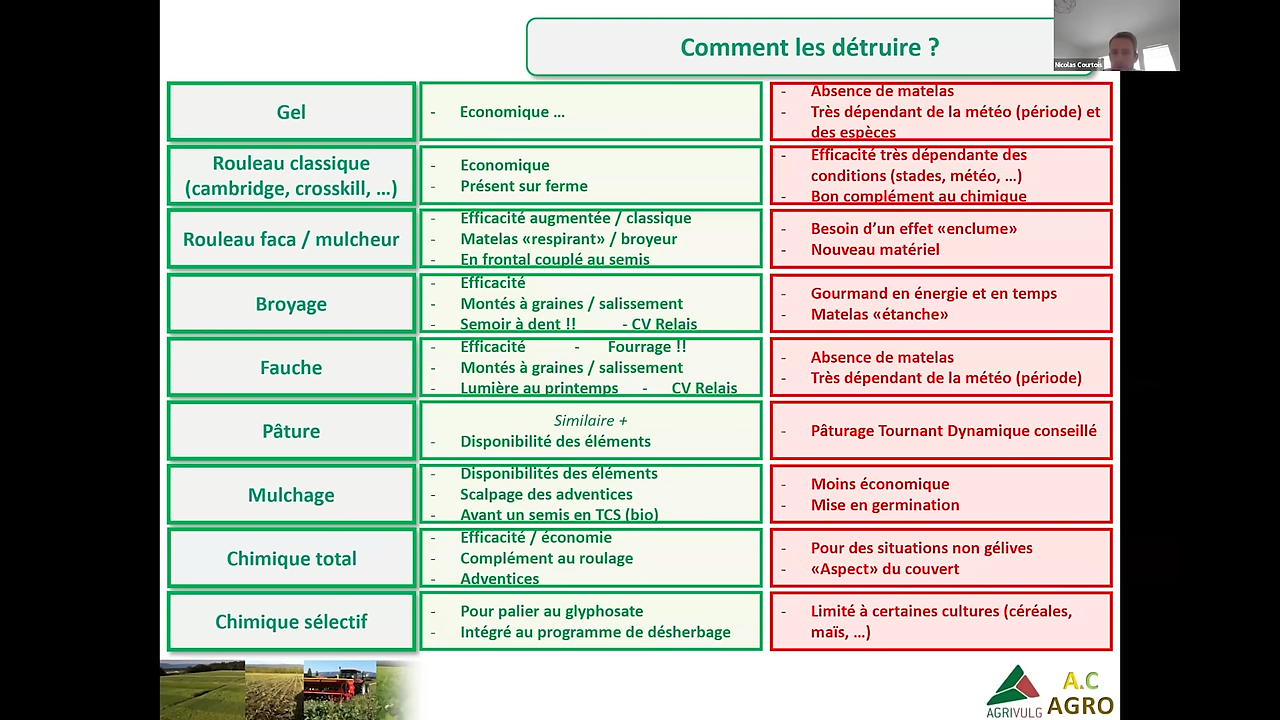 Comment les détruire ?
Nicolas Courtois
Gel
- Economique ...
- Absence de matelas
- Très dépendant de la météo (période) et
des espèces
Rouleau classique
(cambridge, crosskill, ...)
- Economique
- Présent sur ferme
- Efficacité très dépendante des
conditions (stades, météo, ...)
- Bon complément au chimique
Rouleau faca / mulcheur
- Efficacité augmentée / classique
- Matelas «respirant» / broyeur
- En frontal couplé au semis
- Besoin d'un effet «enclume»
- Nouveau matériel
Broyage
- Efficacité
- Montés à graines / salissement
- Semoir à dent !! - CV Relais
- Gourmand en énergie et en temps
- Matelas «étanche»
Fauche
- Efficacité - Fourrage !!
- Montés à graines / salissement
- Lumière au printemps - CV Relais
- Absence de matelas
- Très dépendant de la météo (période)
Pâture
Similaire +
- Disponibilité des éléments
- Pâturage Tournant Dynamique conseillé
Mulchage
- Disponibilités des éléments
- Scalpage des adventices
- Avant un semis en TCS (bio)
- Moins économique
- Mise en germination
Chimique total
- Efficacité / économie
- Complément au roulage
- Adventices
- Pour des situations non gélives
- «Aspect» du couvert
Chimique sélectif
- Pour palier au glyphosate
- Intégré au programme de désherbage
- Limité à certaines cultures (céréales,
maïs, ...)
AGRIVULG
A.C
AGRO